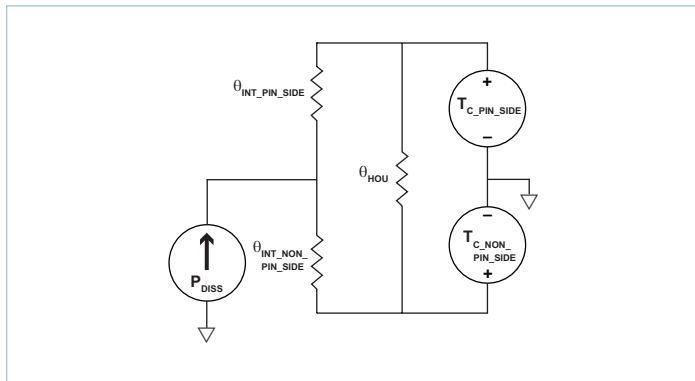 θINT_PIN_SIDE
+
TC_PIN_SIDE
−
θHOU
−
TC_NON_
PIN_SIDE
+
θINT_NON_
PIN_SIDE
PDISS